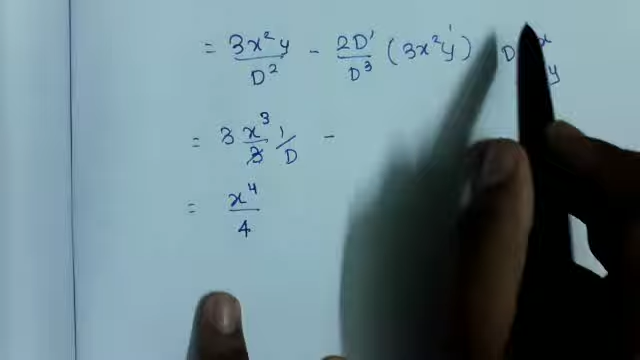 = 3x²y/D² - 2D'/D³ (3x²y') D x
y
= 3 x³/3 1/D -
= x⁴/4